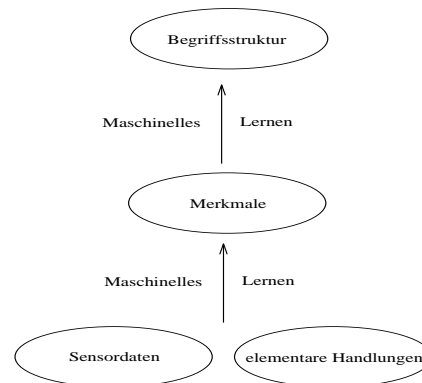 Begriffsstruktur
Maschinelles Lernen
Merkmale
Maschinelles Lernen
Sensordaten elementare Handlungen